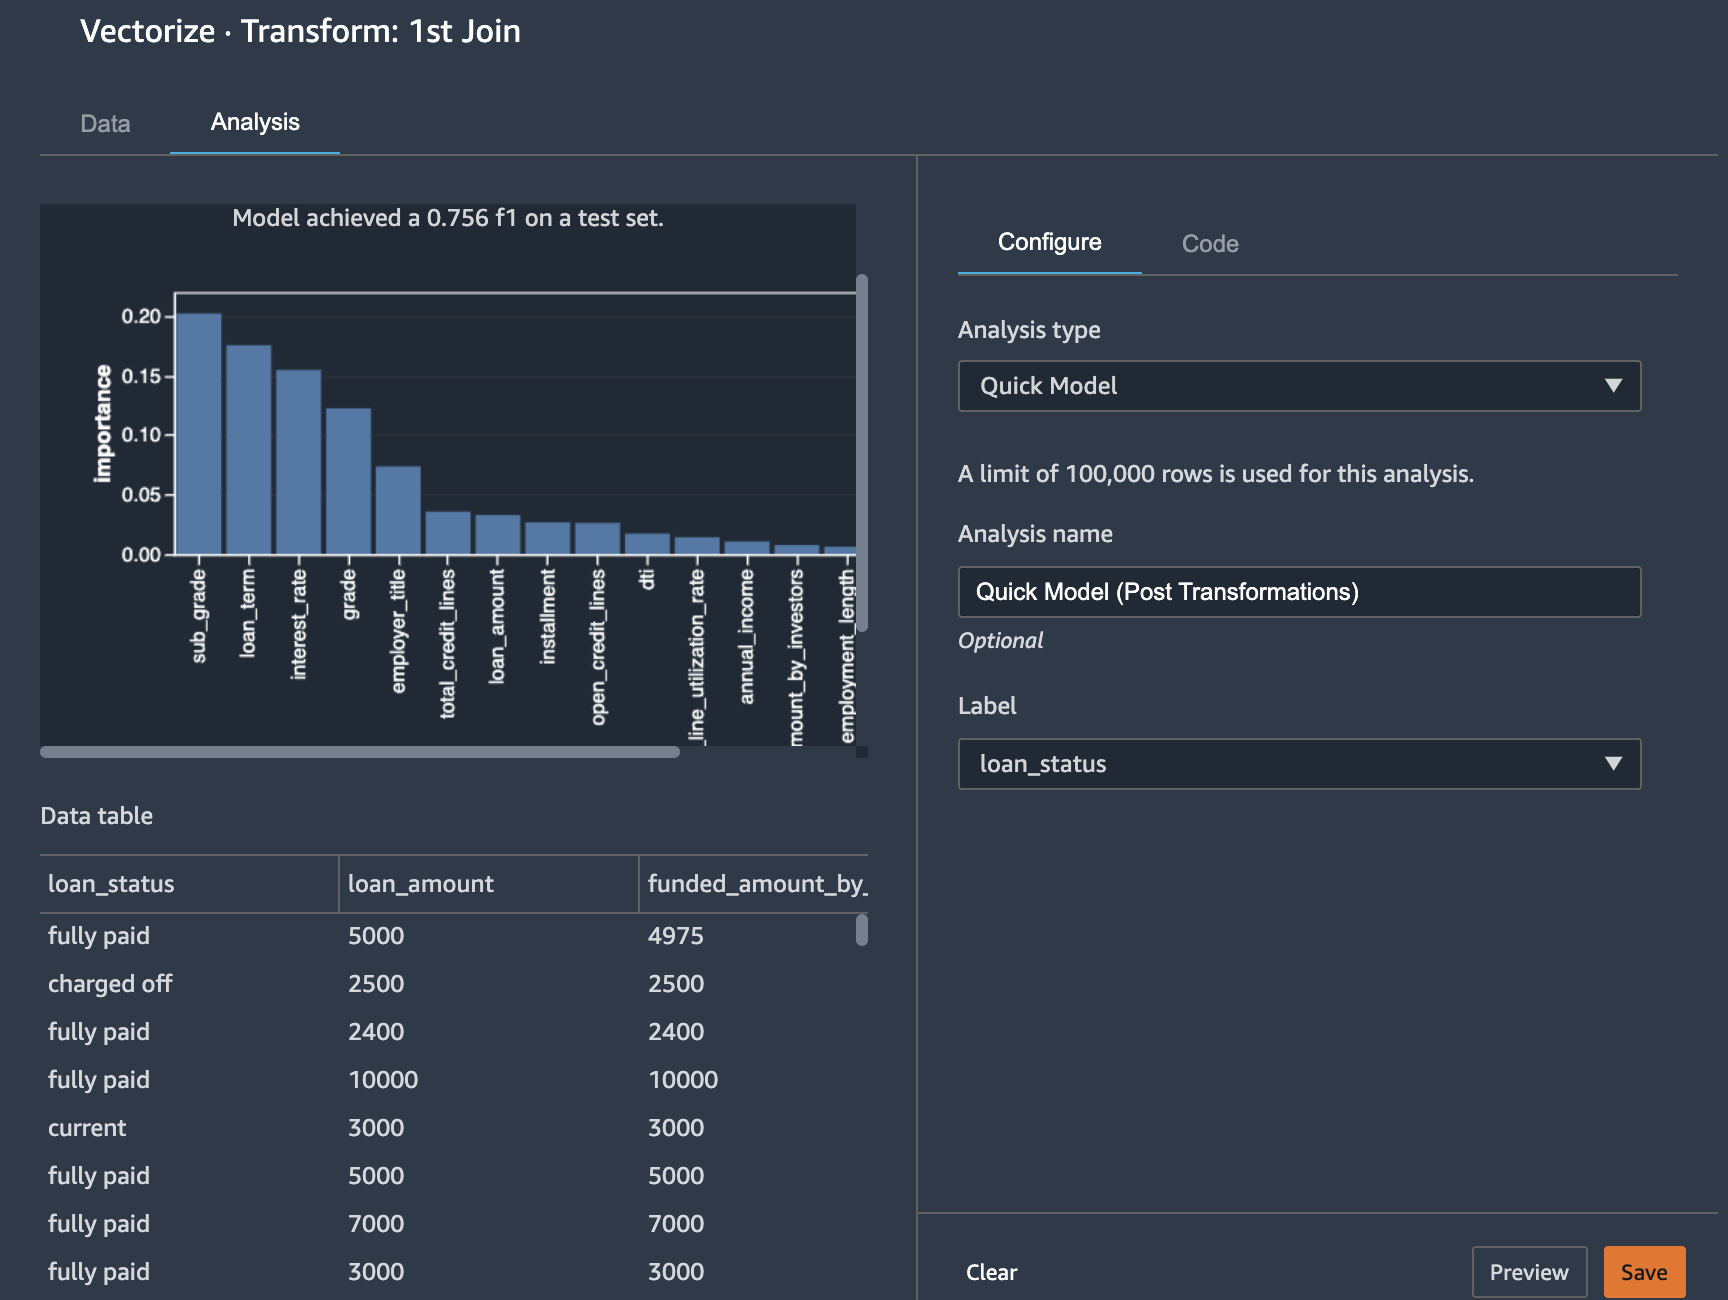 Vectorize · Transform: 1st Join
Data
Analysis
Model achieved a 0.756 f1 on a test set.
importance
0.20
0.15
0.10
0.05
0.00
sub_grade
loan_term
interest_rate
grade
employer_title
total_credit_lines
loan_amount
installment
open_credit_lines
dti
_line_utilization_rate
annual_income
mount_by_investors
employment_length
Data table
loan_status loan_amount funded_amount_by_
fully paid 5000 4975
charged off 2500 2500
fully paid 2400 2400
fully paid 10000 10000
current 3000 3000
fully paid 5000 5000
fully paid 7000 7000
fully paid 3000 3000
Configure
Code
Analysis type
Quick Model
A limit of 100,000 rows is used for this analysis.
Analysis name
Quick Model (Post Transformations)
Optional
Label
loan_status
Clear
Preview
Save